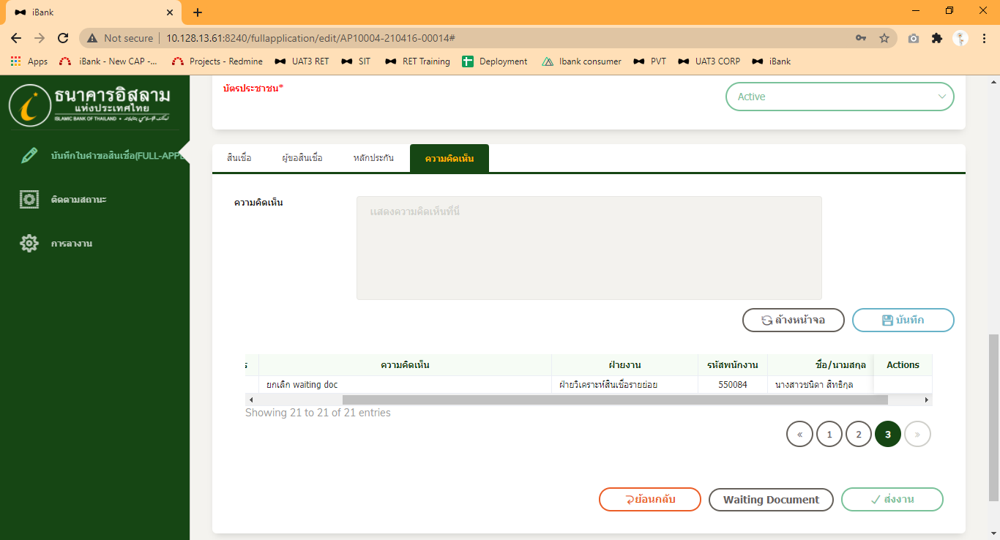 iBank
Not secure
10.128.13.61:8240/fullapplication/edit/AP10004-210416-00014#
Apps
iBank - New CAP -...
Projects - Redmine
UAT3 RET
SIT
RET Training
Deployment
Ibank consumer
PVT
UAT3 CORP
iBank
ธนาคารอิสลาม
แห่งประเทศไทย
ISLAMIC BANK OF THAILAND
บันทึกใบคำขอสินเชื่อ(FULL-APPL
ติดตามสถานะ
การลางาน
บัตรประชาชน*
Active
สินเชื่อ
ผู้ขอสินเชื่อ
หลักประกัน
ความคิดเห็น
ความคิดเห็น
แสดงความคิดเห็นที่นี่
ล้างหน้าจอ
บันทึก
ความคิดเห็น
ฝ่ายงาน
รหัสพนักงาน
ชื่อ/นามสกุล
Actions
ยกเลิก waiting doc
ฝ่ายวิเคราะห์สินเชื่อรายย่อย
550084
นางสาวชนิดา สิทธิกุล
Showing 21 to 21 of 21 entries
«
1
2
3
»
ย้อนกลับ
Waiting Document
ส่งงาน